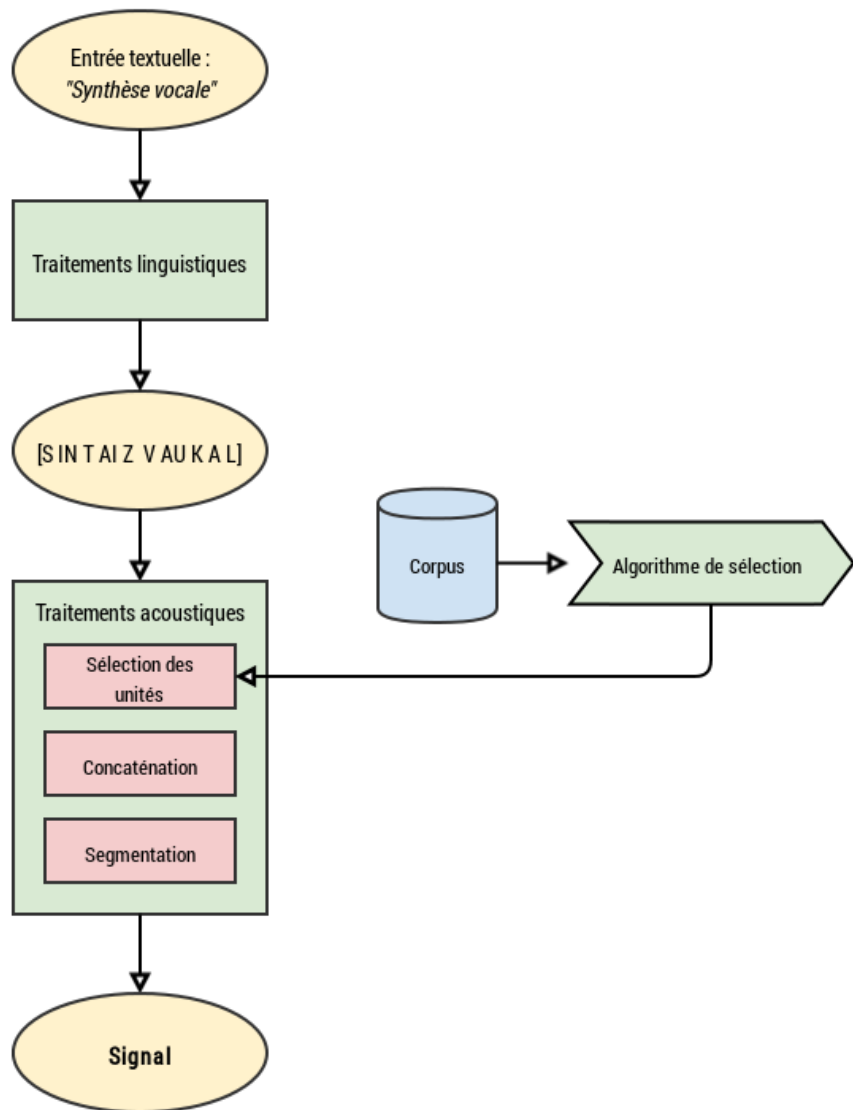 Entrée textuelle :
"Synthèse vocale"
Traitements linguistiques
[S IN T AI Z  V AU K A L]
Corpus
Algorithme de sélection
Traitements acoustiques
Sélection des
unités
Concaténation
Segmentation
Signal